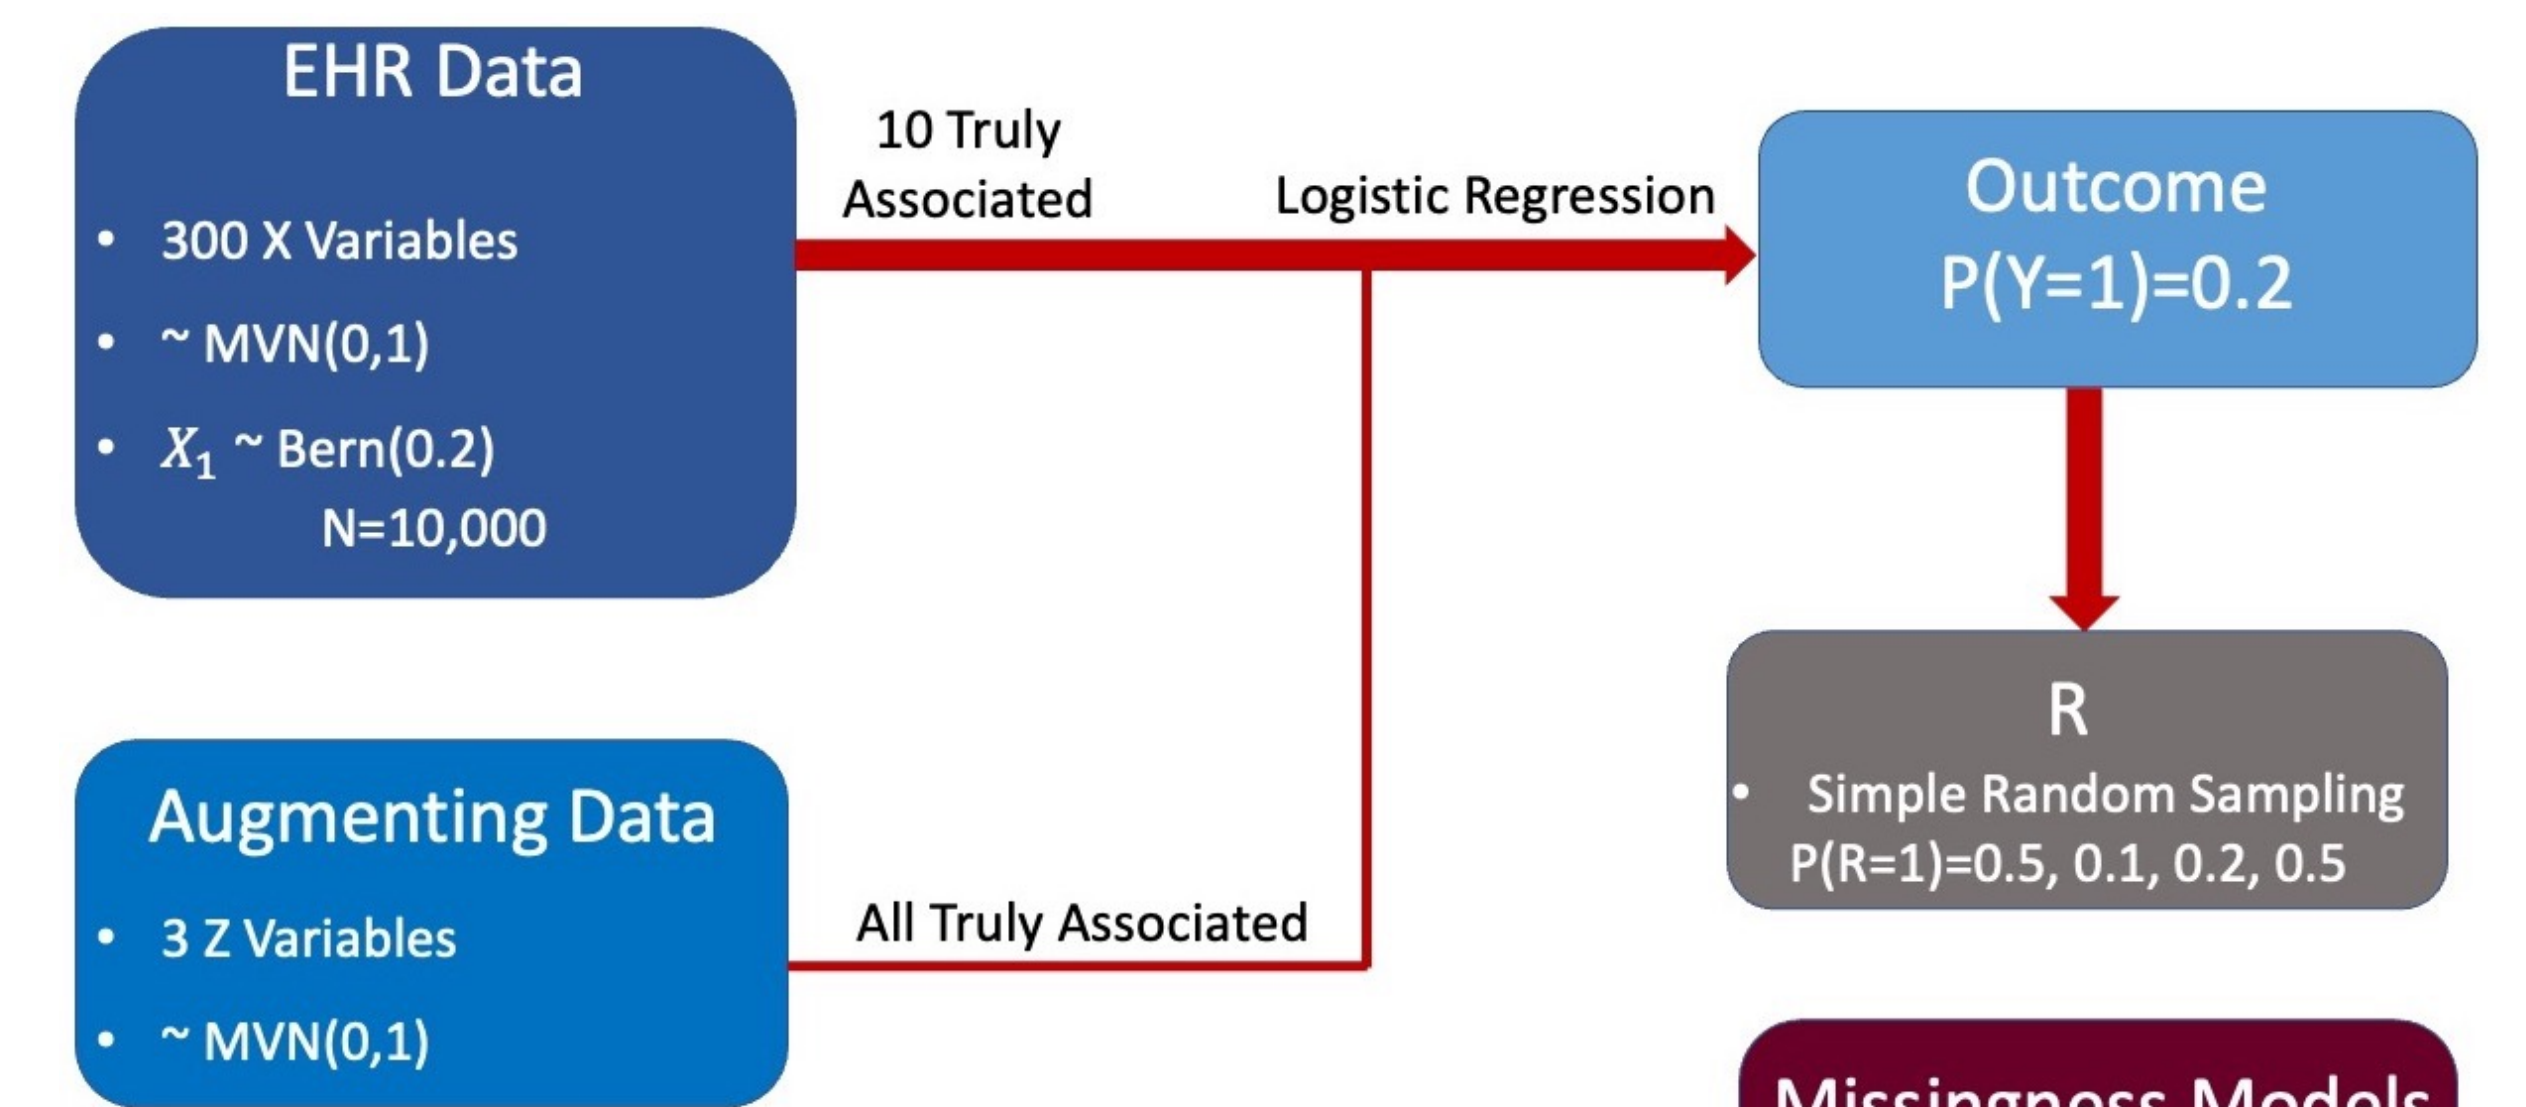 EHR Data
• 300 X Variables
• ~ MVN(0,1)
• X₁ ~ Bern(0.2)
N=10,000
10 Truly
Associated
Logistic Regression
Outcome
P(Y=1)=0.2
R
• Simple Random Sampling
P(R=1)=0.5, 0.1, 0.2, 0.5
Augmenting Data
• 3 Z Variables
• ~ MVN(0,1)
All Truly Associated
Missingness Models